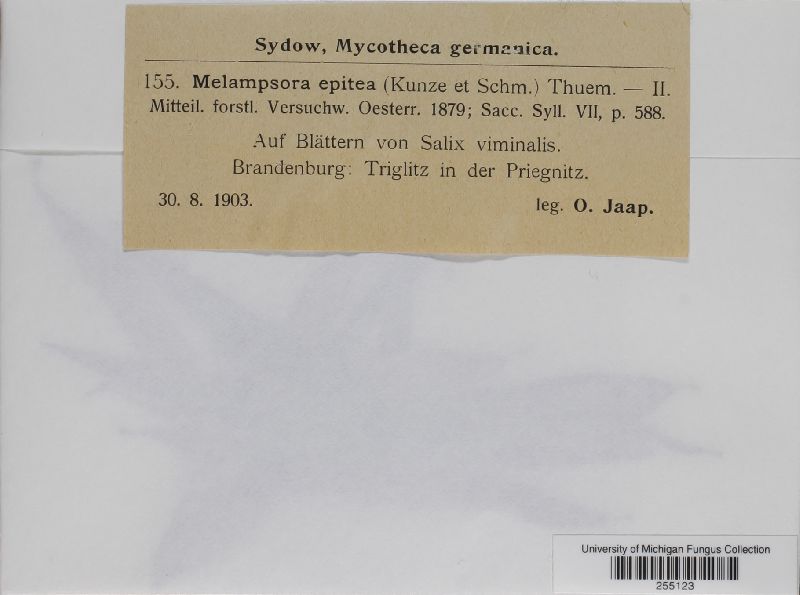 Sydow, Mycotheca germanica.
155. Melampsora epitea (Kunze et Schm.) Thuem. — II.
Mitteil. forstl. Versuchw. Oesterr. 1879; Sacc. Syll. VII, p. 588.
Auf Blättern von Salix viminalis.
Brandenburg: Triglitz in der Priegnitz.
30. 8. 1903. leg. O. Jaap.
University of Michigan Fungus Collection
255123